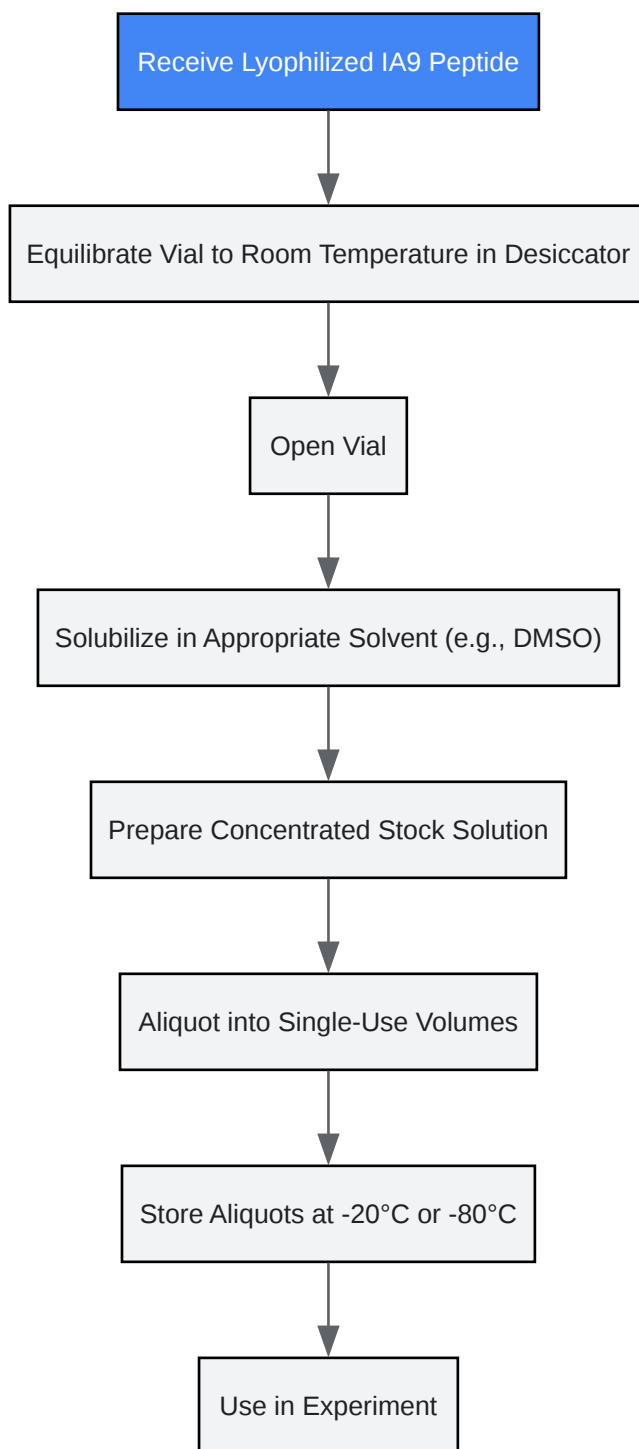 Receive Lyophilized IA9 Peptide
Equilibrate Vial to Room Temperature in Desiccator
Open Vial
Solubilize in Appropriate Solvent (e.g., DMSO)
Prepare Concentrated Stock Solution
Aliquot into Single-Use Volumes
Store Aliquots at -20°C or -80°C
Use in Experiment